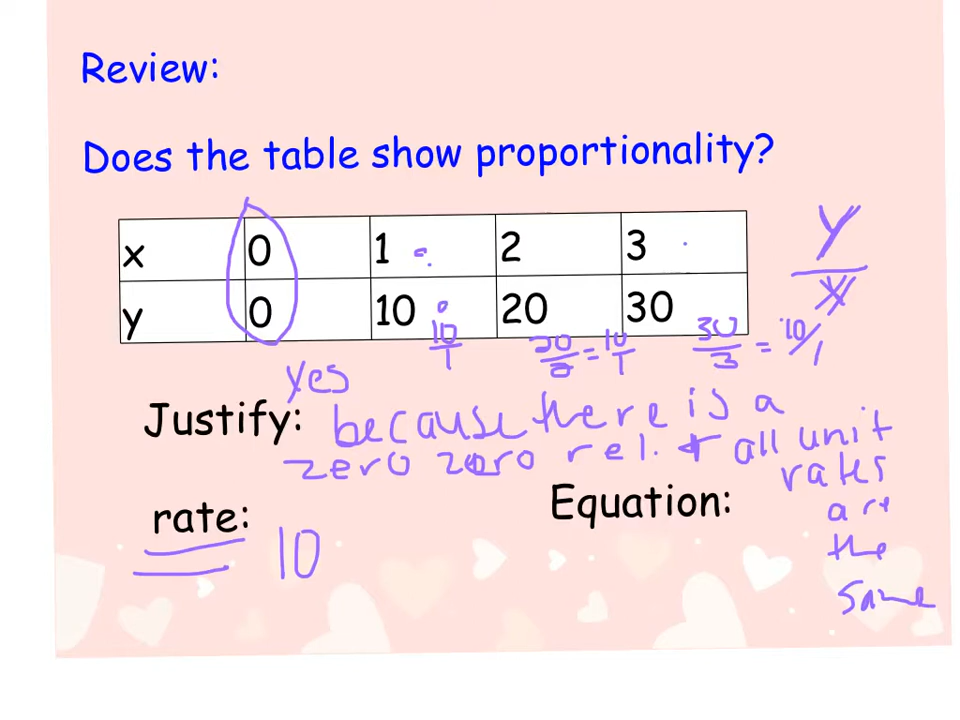 Review:
Does the table show proportionality?
x 0 1 2 3
y 0 10 20 30
Y/X
10/1 20/2=10/1 30/3=10/1
yes
Justify: because there is a
zero zero rel. + all unit
rates
are
the
same
rate: 10
Equation: